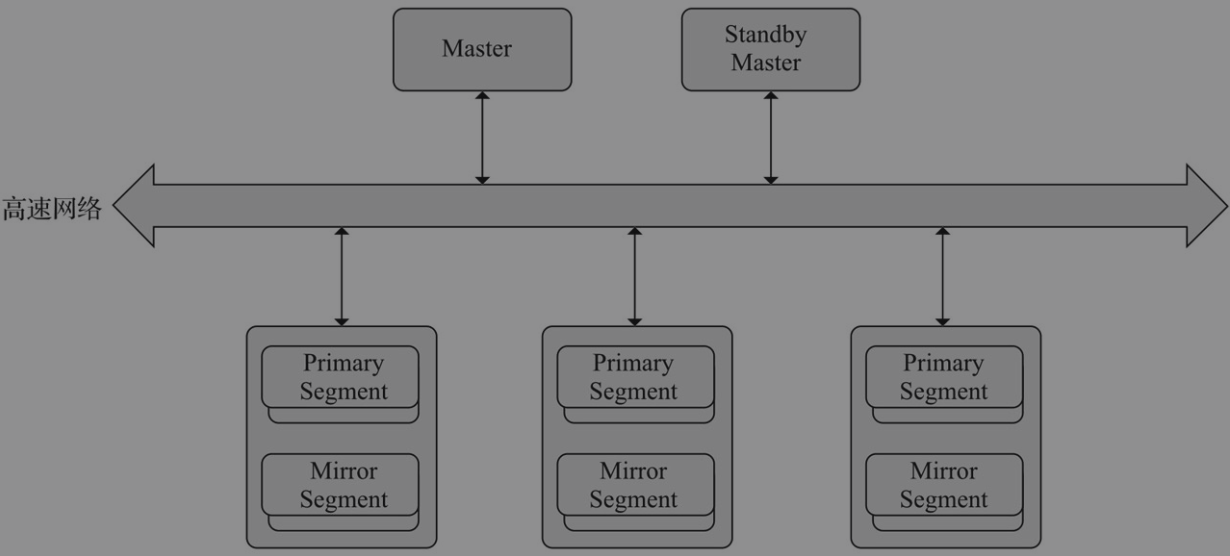 Master
Standby
Master
高速网络
Primary
Segment
Primary
Segment
Primary
Segment
Mirror
Segment
Mirror
Segment
Mirror
Segment